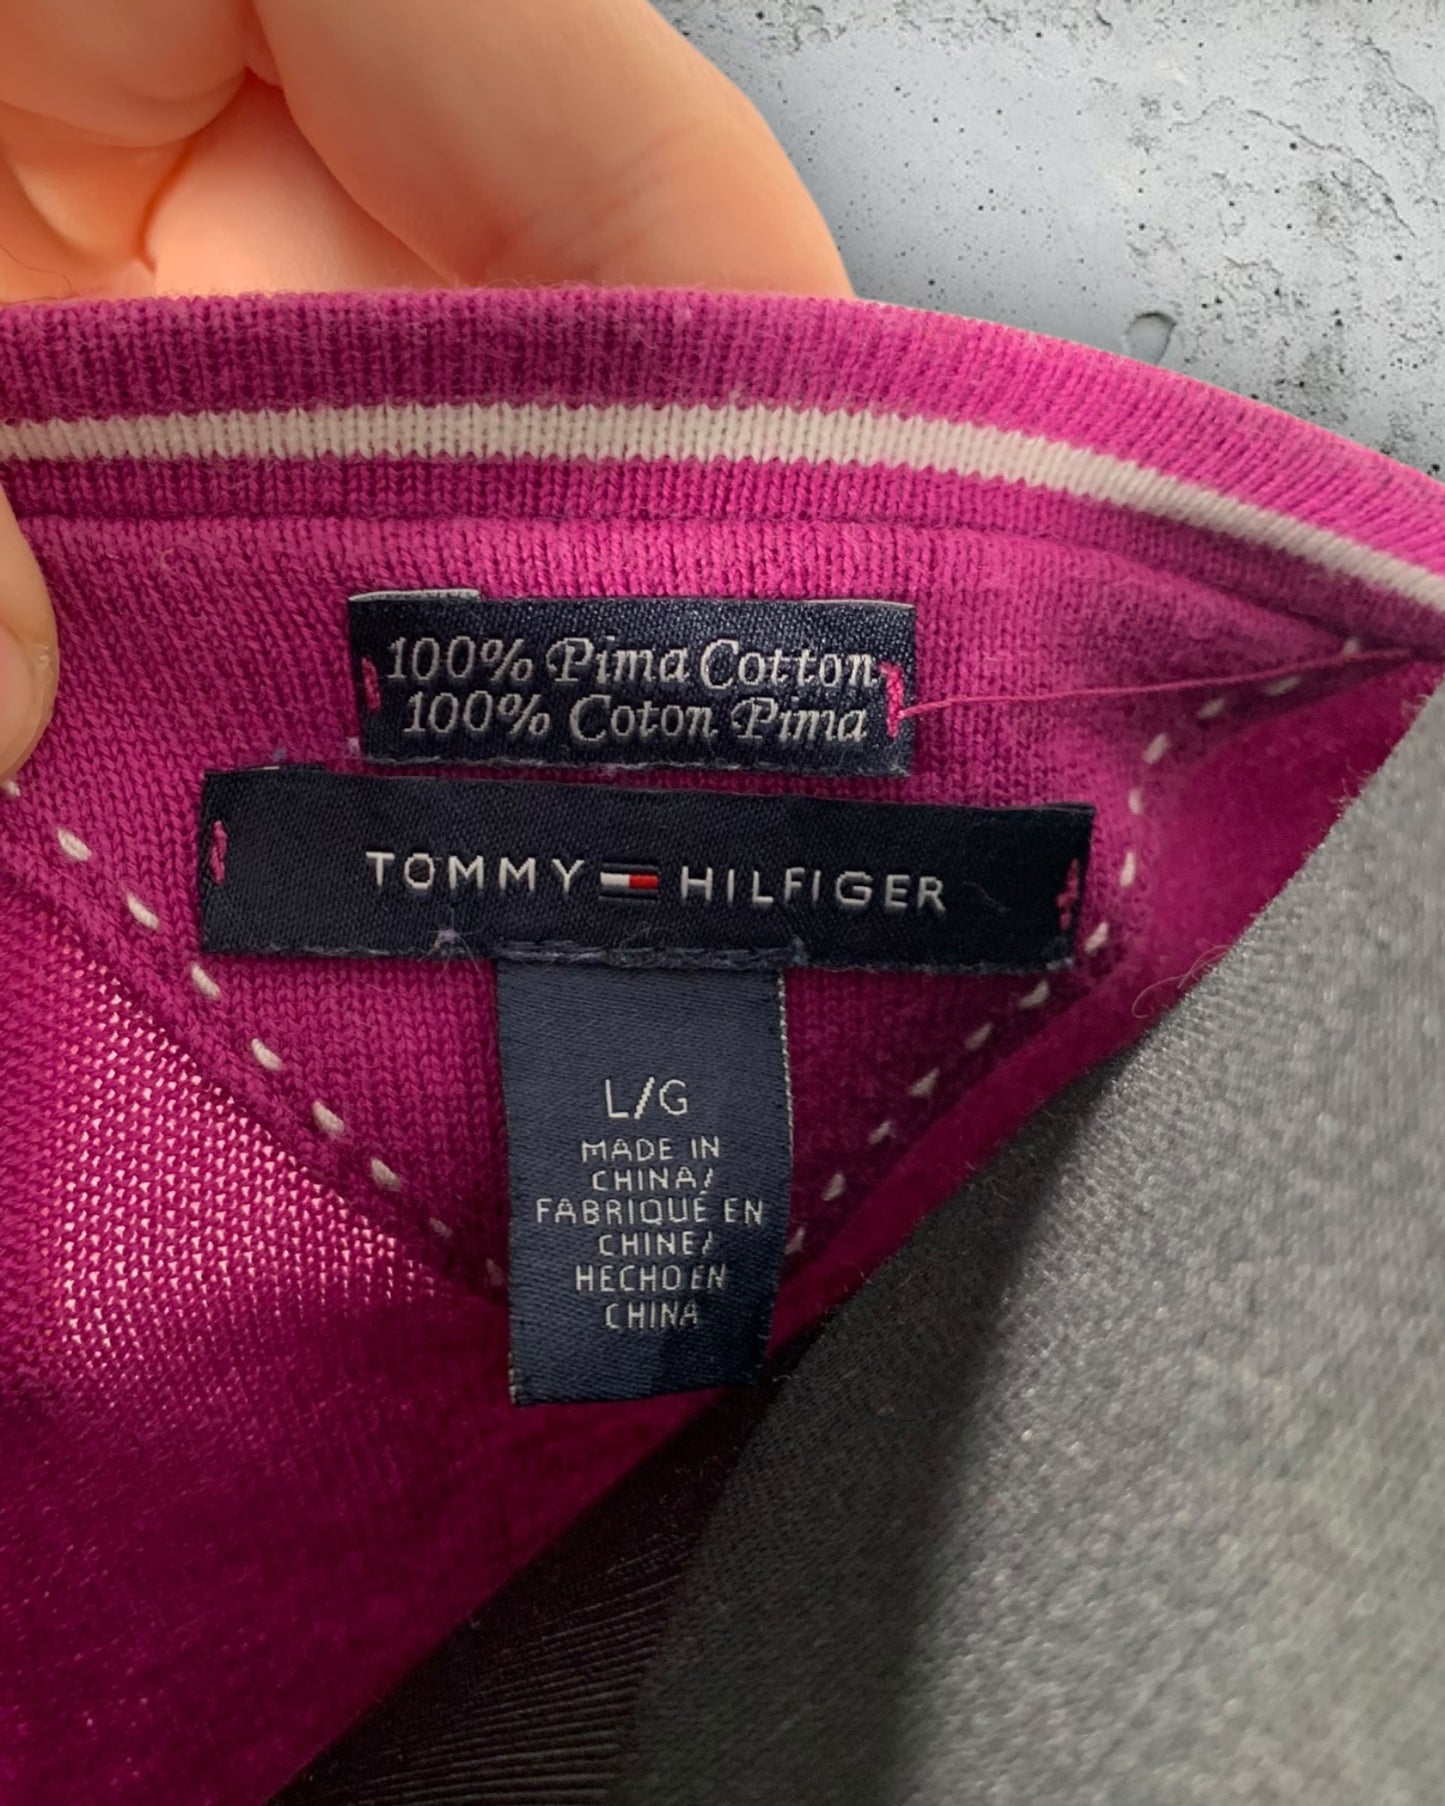 100% Pima Cotton
100% Coton Pima
TOMMY HILFIGER
L/G
MADE IN
CHINA/
FABRIQUÉ EN
CHINE/
HECHO EN
CHINA